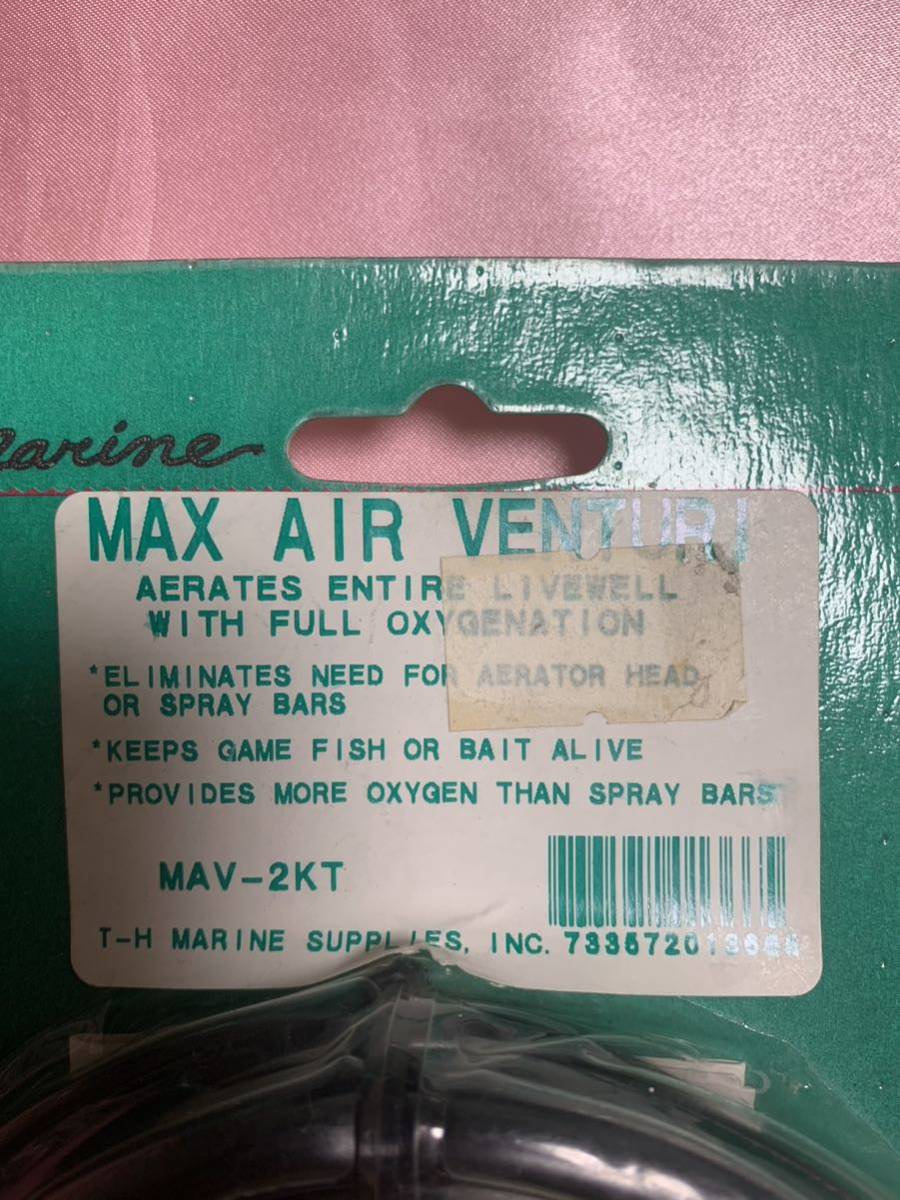 Marine
MAX AIR VENTURI
AERATES ENTIRE LIVEWELL
WITH FULL OXYGENATION
*ELIMINATES NEED FOR AERATOR HEAD
OR SPRAY BARS
*KEEPS GAME FISH OR BAIT ALIVE
*PROVIDES MORE OXYGEN THAN SPRAY BARS
MAV-2KT
T-H MARINE SUPPLIES, INC.